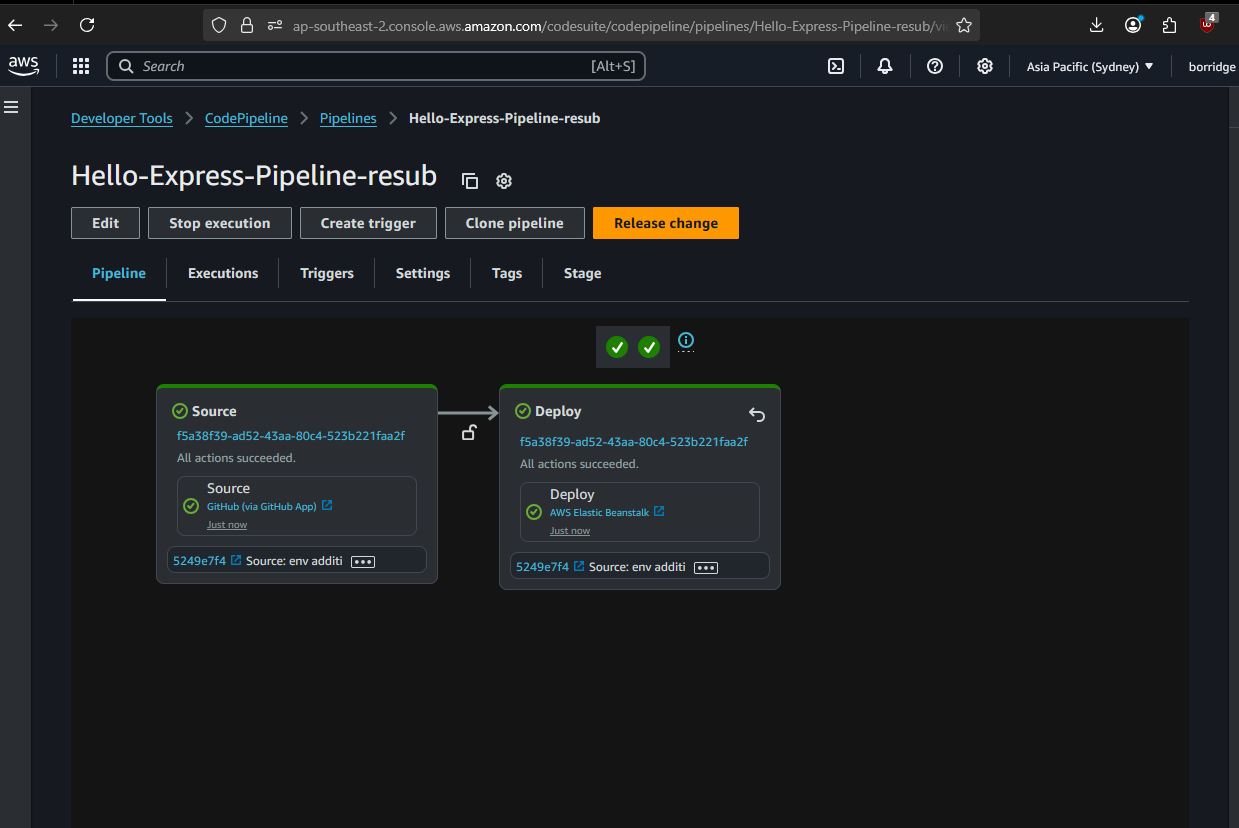 ap-southeast-2.console.aws.amazon.com/codesuite/codepipeline/pipelines/Hello-Express-Pipeline-resub/vi
4
aws
Search [Alt+S]
Asia Pacific (Sydney)
borridge
Developer Tools > CodePipeline > Pipelines > Hello-Express-Pipeline-resub
Hello-Express-Pipeline-resub
Edit
Stop execution
Create trigger
Clone pipeline
Release change
Pipeline
Executions
Triggers
Settings
Tags
Stage
Source
f5a38f39-ad52-43aa-80c4-523b221faa2f
All actions succeeded.
Source
GitHub (via GitHub App)
Just now
5249e7f4 Source: env additi
Deploy
f5a38f39-ad52-43aa-80c4-523b221faa2f
All actions succeeded.
Deploy
AWS Elastic Beanstalk
Just now
5249e7f4 Source: env additi